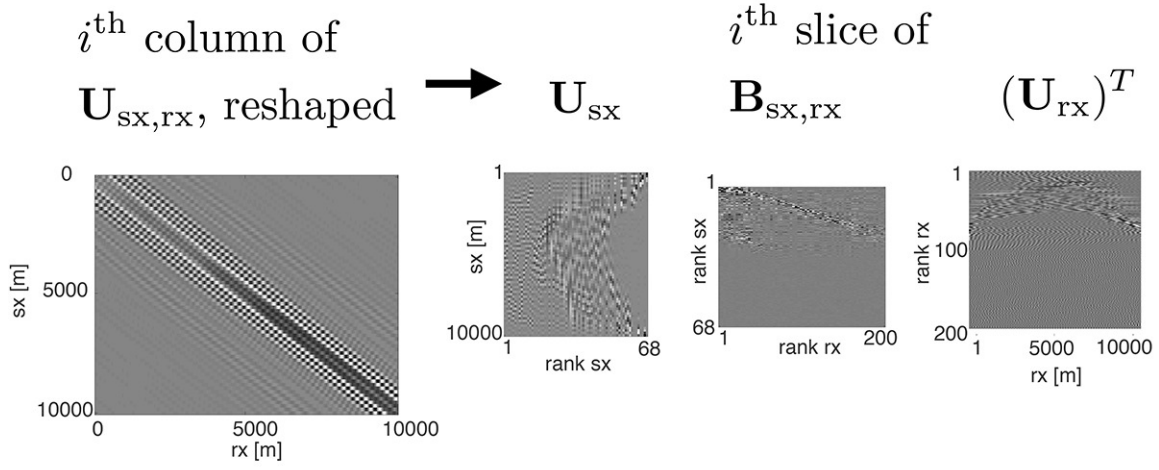 i^th column of
U_sx,rx, reshaped
U_sx
i^th slice of
B_sx,rx
(U_rx)^T
0
5000
10000
sx [m]
0 5000 10000
rx [m]
1
10000
sx [m]
1 68
rank sx
1
68
rank sx
1 200
rank rx
1
100
200
rank rx
1 5000 10000
rx [m]